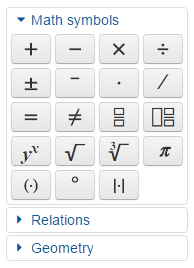 Math symbols
+ − × ÷
± − · /
= ≠
yˣ √ ∛ π
(·) ° |·|
Relations
Geometry